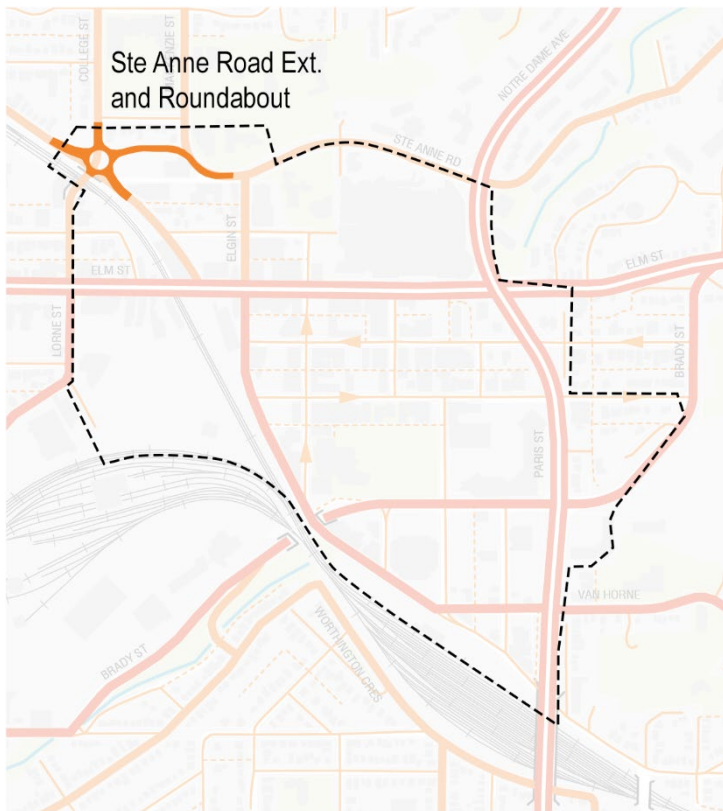 COLLEGE ST
Ste Anne Road Ext.
and Roundabout
NOTRE DAME AVE
STE ANNE RD
ELGIN ST
ELM ST
ELM ST
LORNE ST
BRADY ST
PARIS ST
VAN HORNE
BRADY ST
WORTHINGTON CRES